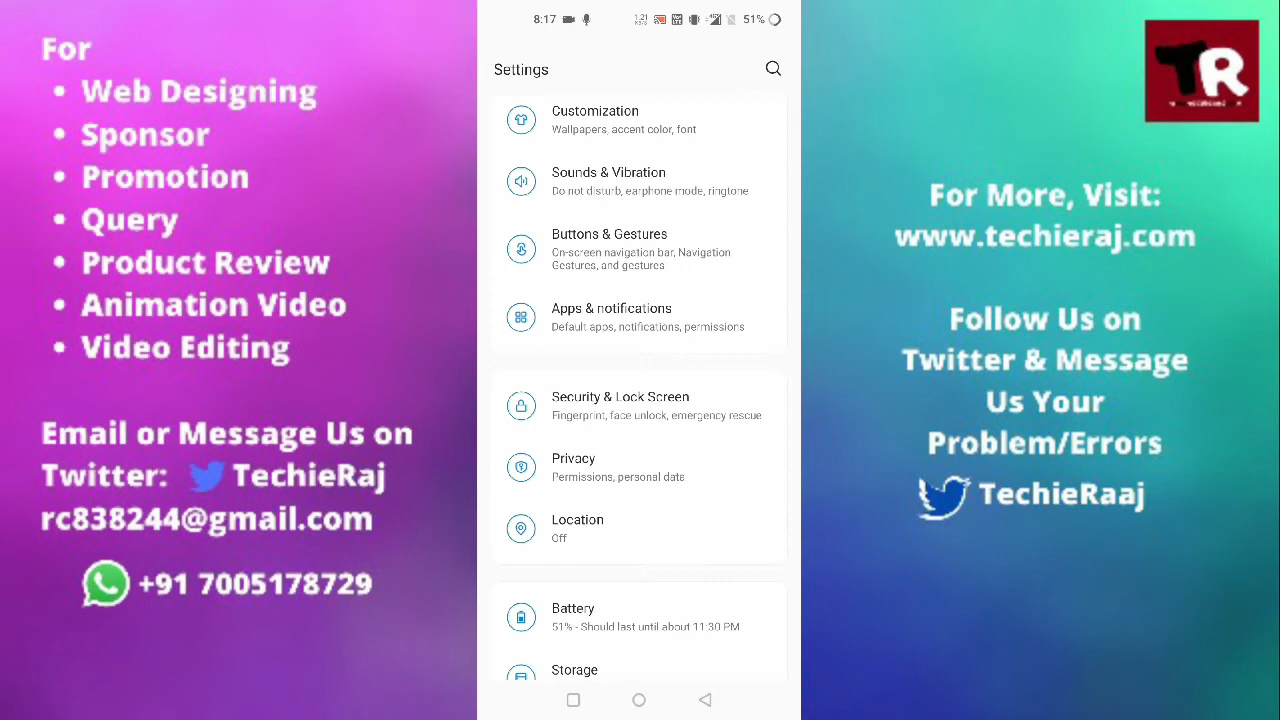 For
• Web Designing
• Sponsor
• Promotion
• Query
• Product Review
• Animation Video
• Video Editing
Email or Message Us on
Twitter: TechieRaj
rc838244@gmail.com
+91 7005178729
8:17
51%
Settings
Customization
Wallpapers, accent color, font
Sounds & Vibration
Do not disturb, earphone mode, ringtone
Buttons & Gestures
On-screen navigation bar, Navigation
Gestures, and gestures
Apps & notifications
Default apps, notifications, permissions
Security & Lock Screen
Fingerprint, face unlock, emergency rescue
Privacy
Permissions, personal data
Location
Off
Battery
51% - Should last until about 11:30 PM
Storage
TR
For More, Visit:
www.techieraj.com
Follow Us on
Twitter & Message
Us Your
Problem/Errors
TechieRaaj